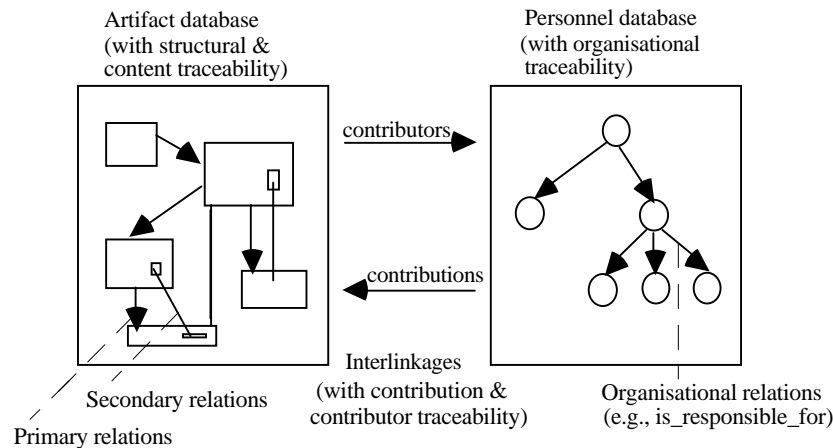 Artifact database
(with structural &
content traceability)
Personnel database
(with organisational
traceability)
contributors
contributions
Interlinkages
(with contribution &
contributor traceability)
Secondary relations
Primary relations
Organisational relations
(e.g., is_responsible_for)